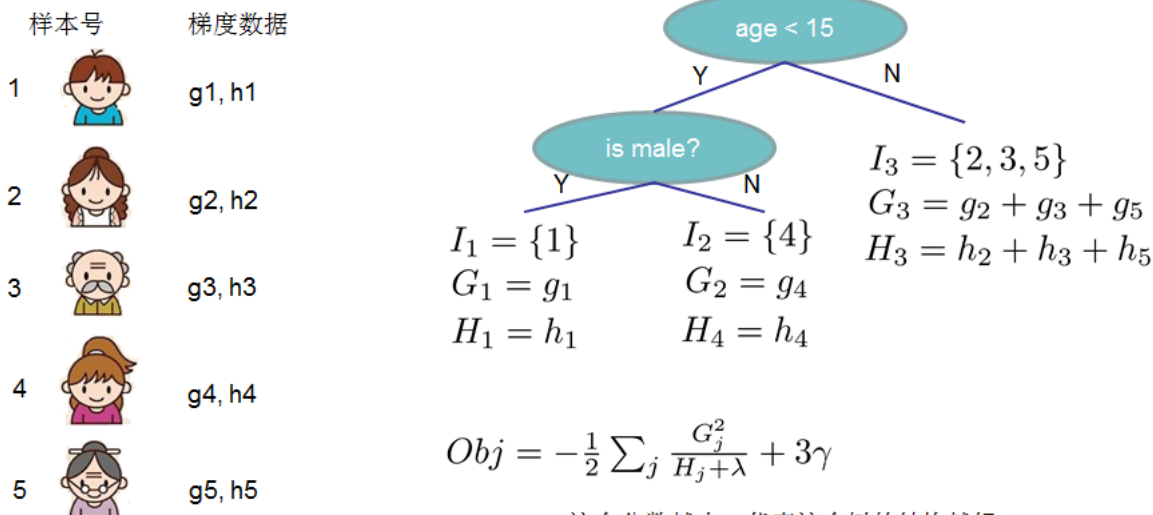 样本号 梯度数据
1 g1, h1
2 g2, h2
3 g3, h3
4 g4, h4
5 g5, h5
age < 15
Y N
is male?
Y N
I₁ = {1}
G₁ = g₁
H₁ = h₁
I₂ = {4}
G₂ = g₄
H₄ = h₄
I₃ = {2, 3, 5}
G₃ = g₂ + g₃ + g₅
H₃ = h₂ + h₃ + h₅
Obj = −½ ∑ⱼ Gⱼ²/(Hⱼ+λ) + 3γ